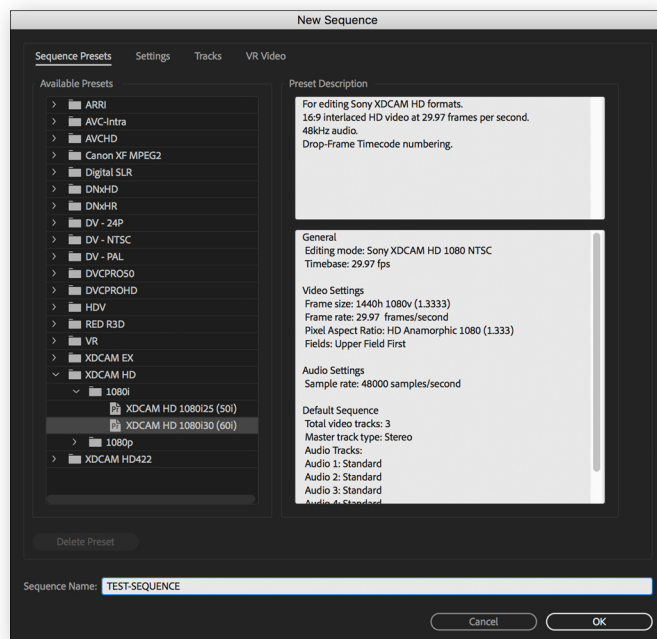 New Sequence
Sequence Presets Settings Tracks VR Video
Available Presets
ARRI
AVC-Intra
AVCHD
Canon XF MPEG2
Digital SLR
DNxHD
DNxHR
DV - 24P
DV - NTSC
DV - PAL
DVCPRO50
DVCPROHD
HDV
RED R3D
VR
XDCAM EX
XDCAM HD
1080i
XDCAM HD 1080i25 (50i)
XDCAM HD 1080i30 (60i)
1080p
XDCAM HD422
Delete Preset
Preset Description
For editing Sony XDCAM HD formats.
16:9 interlaced HD video at 29.97 frames per second.
48kHz audio.
Drop-Frame Timecode numbering.
General
Editing mode: Sony XDCAM HD 1080 NTSC
Timebase: 29.97 fps
Video Settings
Frame size: 1440h 1080v (1.3333)
Frame rate: 29.97 frames/second
Pixel Aspect Ratio: HD Anamorphic 1080 (1.333)
Fields: Upper Field First
Audio Settings
Sample rate: 48000 samples/second
Default Sequence
Total video tracks: 3
Master track type: Stereo
Audio Tracks:
Audio 1: Standard
Audio 2: Standard
Audio 3: Standard
Audio 4: Standard
Sequence Name: TEST-SEQUENCE
Cancel OK